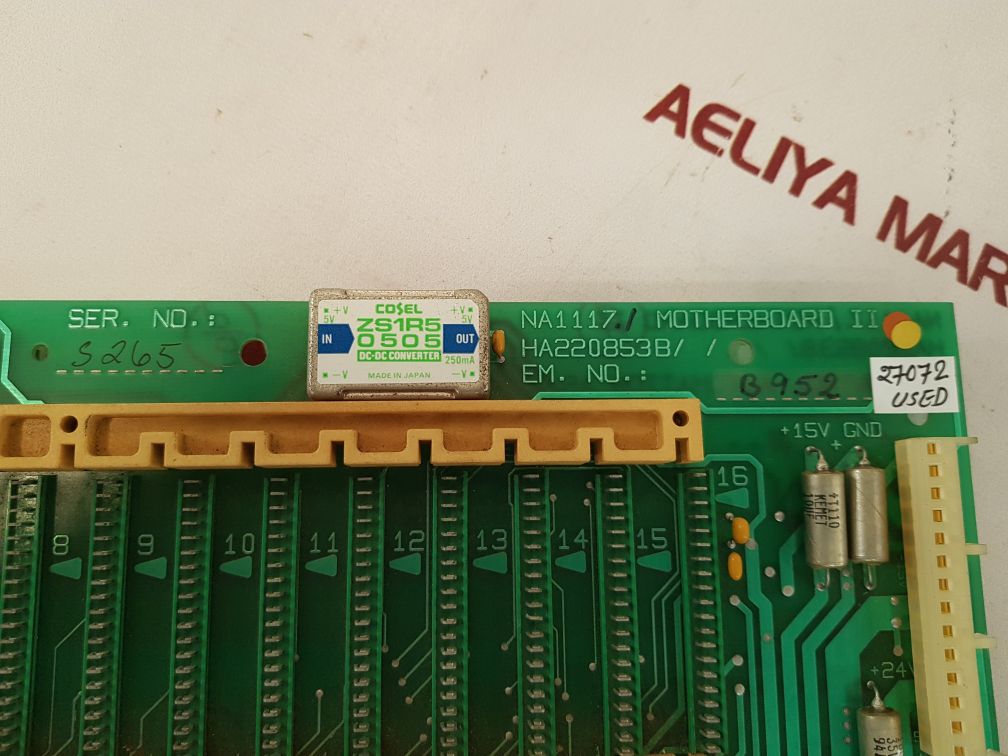 AELIYA MAR
SER. NO.:
S265
COSEL
+V +V
5V 5V
ZS1R5
IN 0505 OUT
DC-DC CONVERTER
250mA
-V MADE IN JAPAN -V
NA1117./ MOTHERBOARD II
HA220853B/ /
EM. NO.:
B952
27072
USED
+15V GND
+
16
8 9 10 11 12 13 14 15
KEMET
+24V